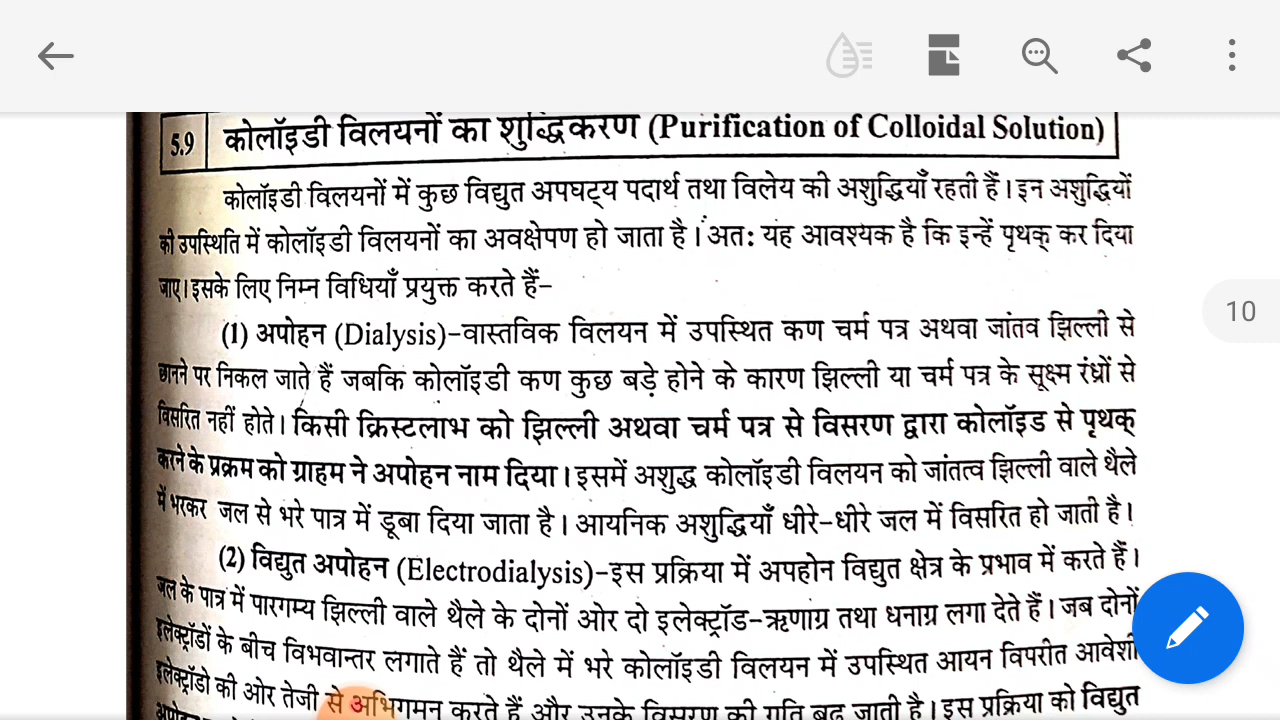 5.9 कोलॉइडी विलयनों का शुद्धिकरण (Purification of Colloidal Solution)
कोलॉइडी विलयनों में कुछ विद्युत अपघट्य पदार्थ तथा विलेय की अशुद्धियाँ रहती हैं। इन अशुद्धियों
की उपस्थिति में कोलॉइडी विलयनों का अवक्षेपण हो जाता है। अत: यह आवश्यक है कि इन्हें पृथक् कर दिया
जाए। इसके लिए निम्न विधियाँ प्रयुक्त करते हैं-
10
(1) अपोहन (Dialysis)-वास्तविक विलयन में उपस्थित कण चर्म पत्र अथवा जांतव झिल्ली से
छानने पर निकल जाते हैं जबकि कोलॉइडी कण कुछ बड़े होने के कारण झिल्ली या चर्म पत्र के सूक्ष्म रंध्रों से
विसरित नहीं होते। किसी क्रिस्टलाभ को झिल्ली अथवा चर्म पत्र से विसरण द्वारा कोलॉइड से पृथक्
करने के प्रक्रम को ग्राहम ने अपोहन नाम दिया। इसमें अशुद्ध कोलॉइडी विलयन को जांतत्व झिल्ली वाले थैले
में भरकर जल से भरे पात्र में डूबा दिया जाता है। आयनिक अशुद्धियाँ धीरे-धीरे जल में विसरित हो जाती है।
(2) विद्युत अपोहन (Electrodialysis)-इस प्रक्रिया में अपहोन विद्युत क्षेत्र के प्रभाव में करते हैं।
जल के पात्र में पारगम्य झिल्ली वाले थैले के दोनों ओर दो इलेक्ट्रॉड-ऋणाग्र तथा धनाग्र लगा देते हैं। जब दोनों
इलेक्ट्रॉडों के बीच विभवान्तर लगाते हैं तो थैले में भरे कोलॉइडी विलयन में उपस्थित आयन विपरीत आवेशी
इलेक्ट्रॉडो की ओर तेजी से अभिगमन करते हैं और उनके विसरण की गति बढ़ जाती है। इस प्रक्रिया को विद्युत